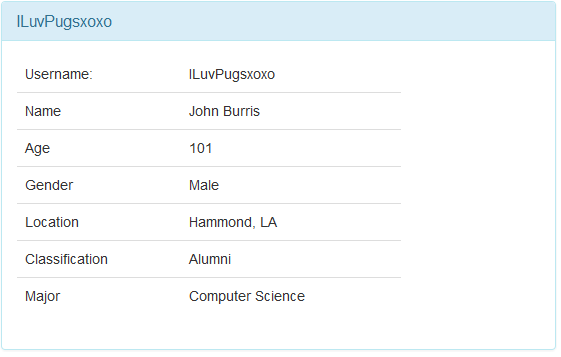 ILuvPugsxoxo
Username: ILuvPugsxoxo
Name John Burris
Age 101
Gender Male
Location Hammond, LA
Classification Alumni
Major Computer Science